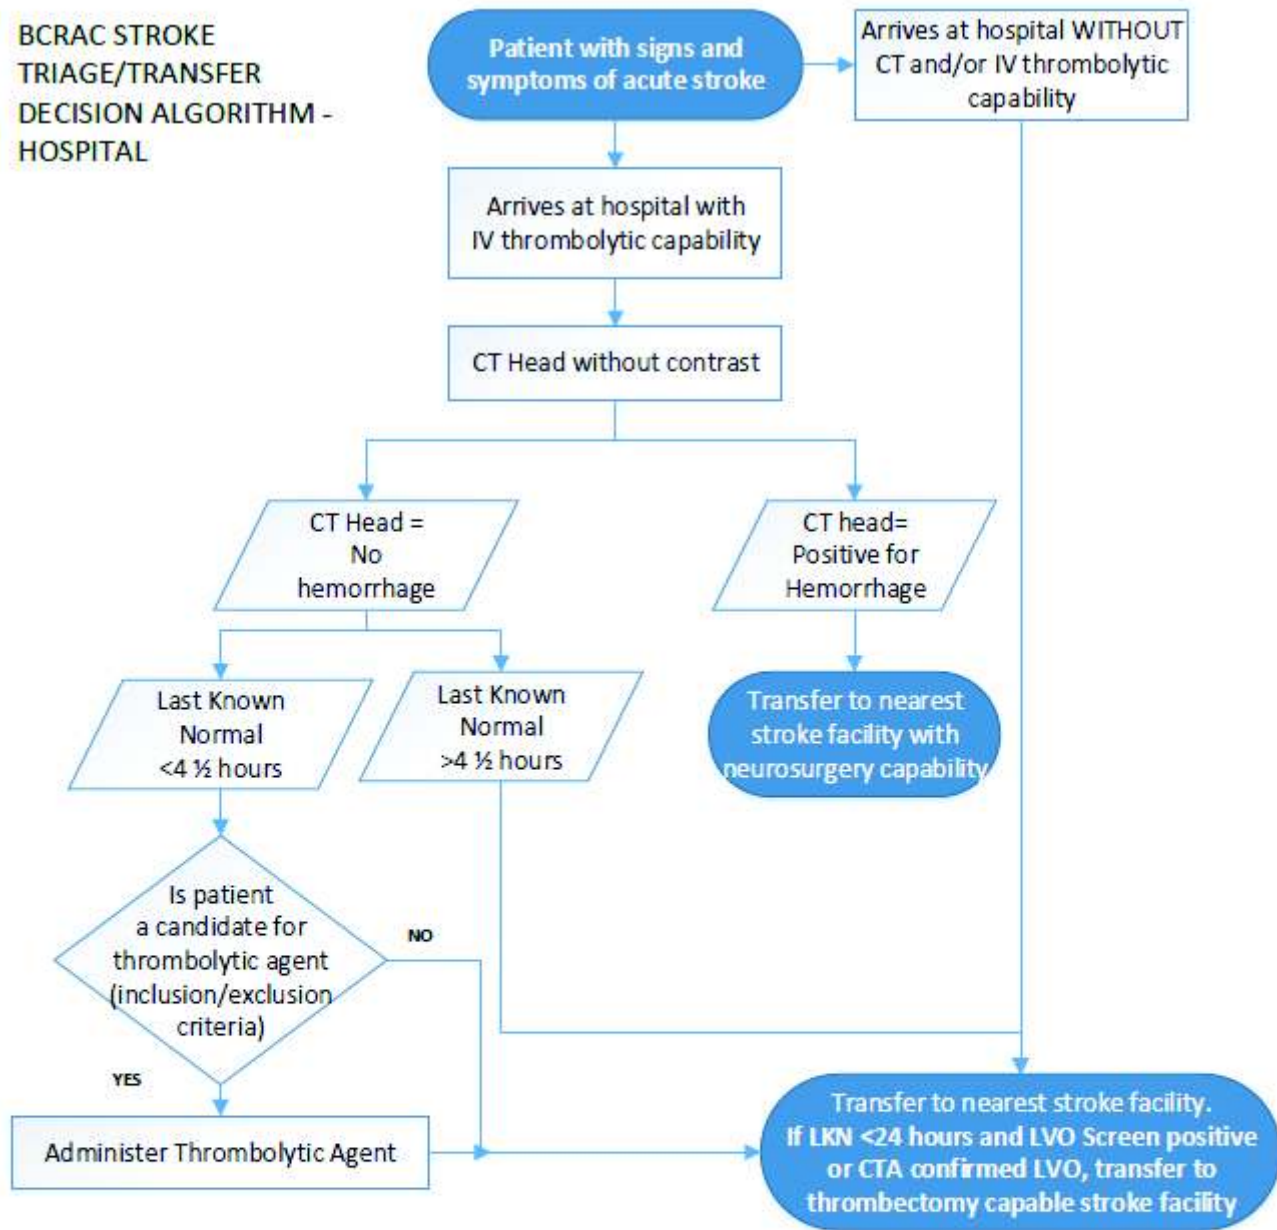 BCRAC STROKE
TRIAGE/TRANSFER
DECISION ALGORITHM -
HOSPITAL
Patient with signs and
symptoms of acute stroke
Arrives at hospital WITHOUT
CT and/or IV thrombolytic
capability
Arrives at hospital with
IV thrombolytic capability
CT Head without contrast
CT Head =
No
hemorrhage
CT head=
Positive for
Hemorrhage
Last Known
Normal
<4 ½ hours
Last Known
Normal
>4 ½ hours
Transfer to nearest
stroke facility with
neurosurgery capability
Is patient
a candidate for
thrombolytic agent
(inclusion/exclusion
criteria)
NO
YES
Administer Thrombolytic Agent
Transfer to nearest stroke facility.
If LKN <24 hours and LVO Screen positive
or CTA confirmed LVO, transfer to
thrombectomy capable stroke facility